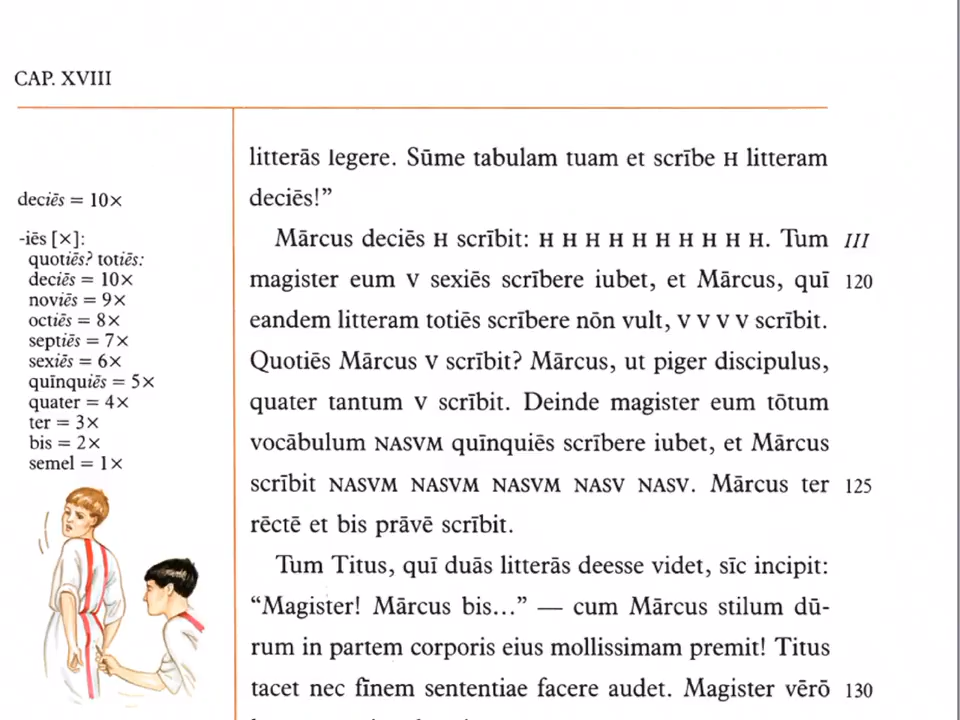 CAP. XVIII
deciēs = 10×
-iēs [×]:
quotiēs? totiēs:
deciēs = 10×
noviēs = 9×
octiēs = 8×
septiēs = 7×
sexiēs = 6×
quīnquiēs = 5×
quater = 4×
ter = 3×
bis = 2×
semel = 1×
litterās legere. Sūme tabulam tuam et scrībe H litteram
deciēs!”
Mārcus deciēs H scrībit: H H H H H H H H H H. Tum III
magister eum V sexiēs scrībere iubet, et Mārcus, quī 120
eandem litteram totiēs scrībere nōn vult, V V V V scrībit.
Quotiēs Mārcus V scrībit? Mārcus, ut piger discipulus,
quater tantum V scrībit. Deinde magister eum tōtum
vocābulum NASVM quīnquiēs scrībere iubet, et Mārcus
scrībit NASVM NASVM NASVM NASV NASV. Mārcus ter 125
rēctē et bis prāvē scrībit.
Tum Titus, quī duās litterās deesse videt, sīc incipit:
“Magister! Mārcus bis...” — cum Mārcus stilum dū-
rum in partem corporis eius mollissimam premit! Titus
tacet nec fīnem sententiae facere audet. Magister vērō 130